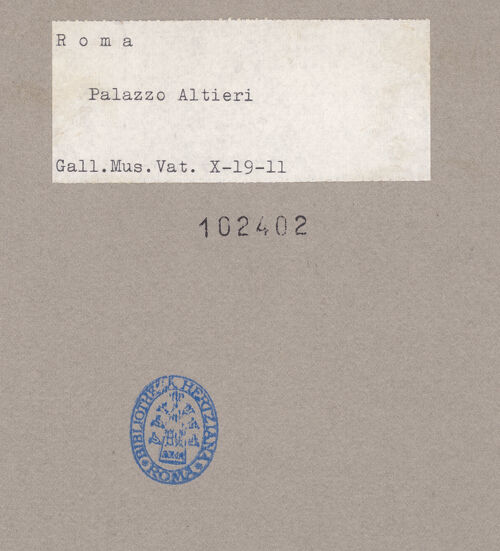 R o m a
Palazzo Altieri
Gall.Mus.Vat. X-19-11
102402
BIBLIOTHECA HERTZIANA
ROMA